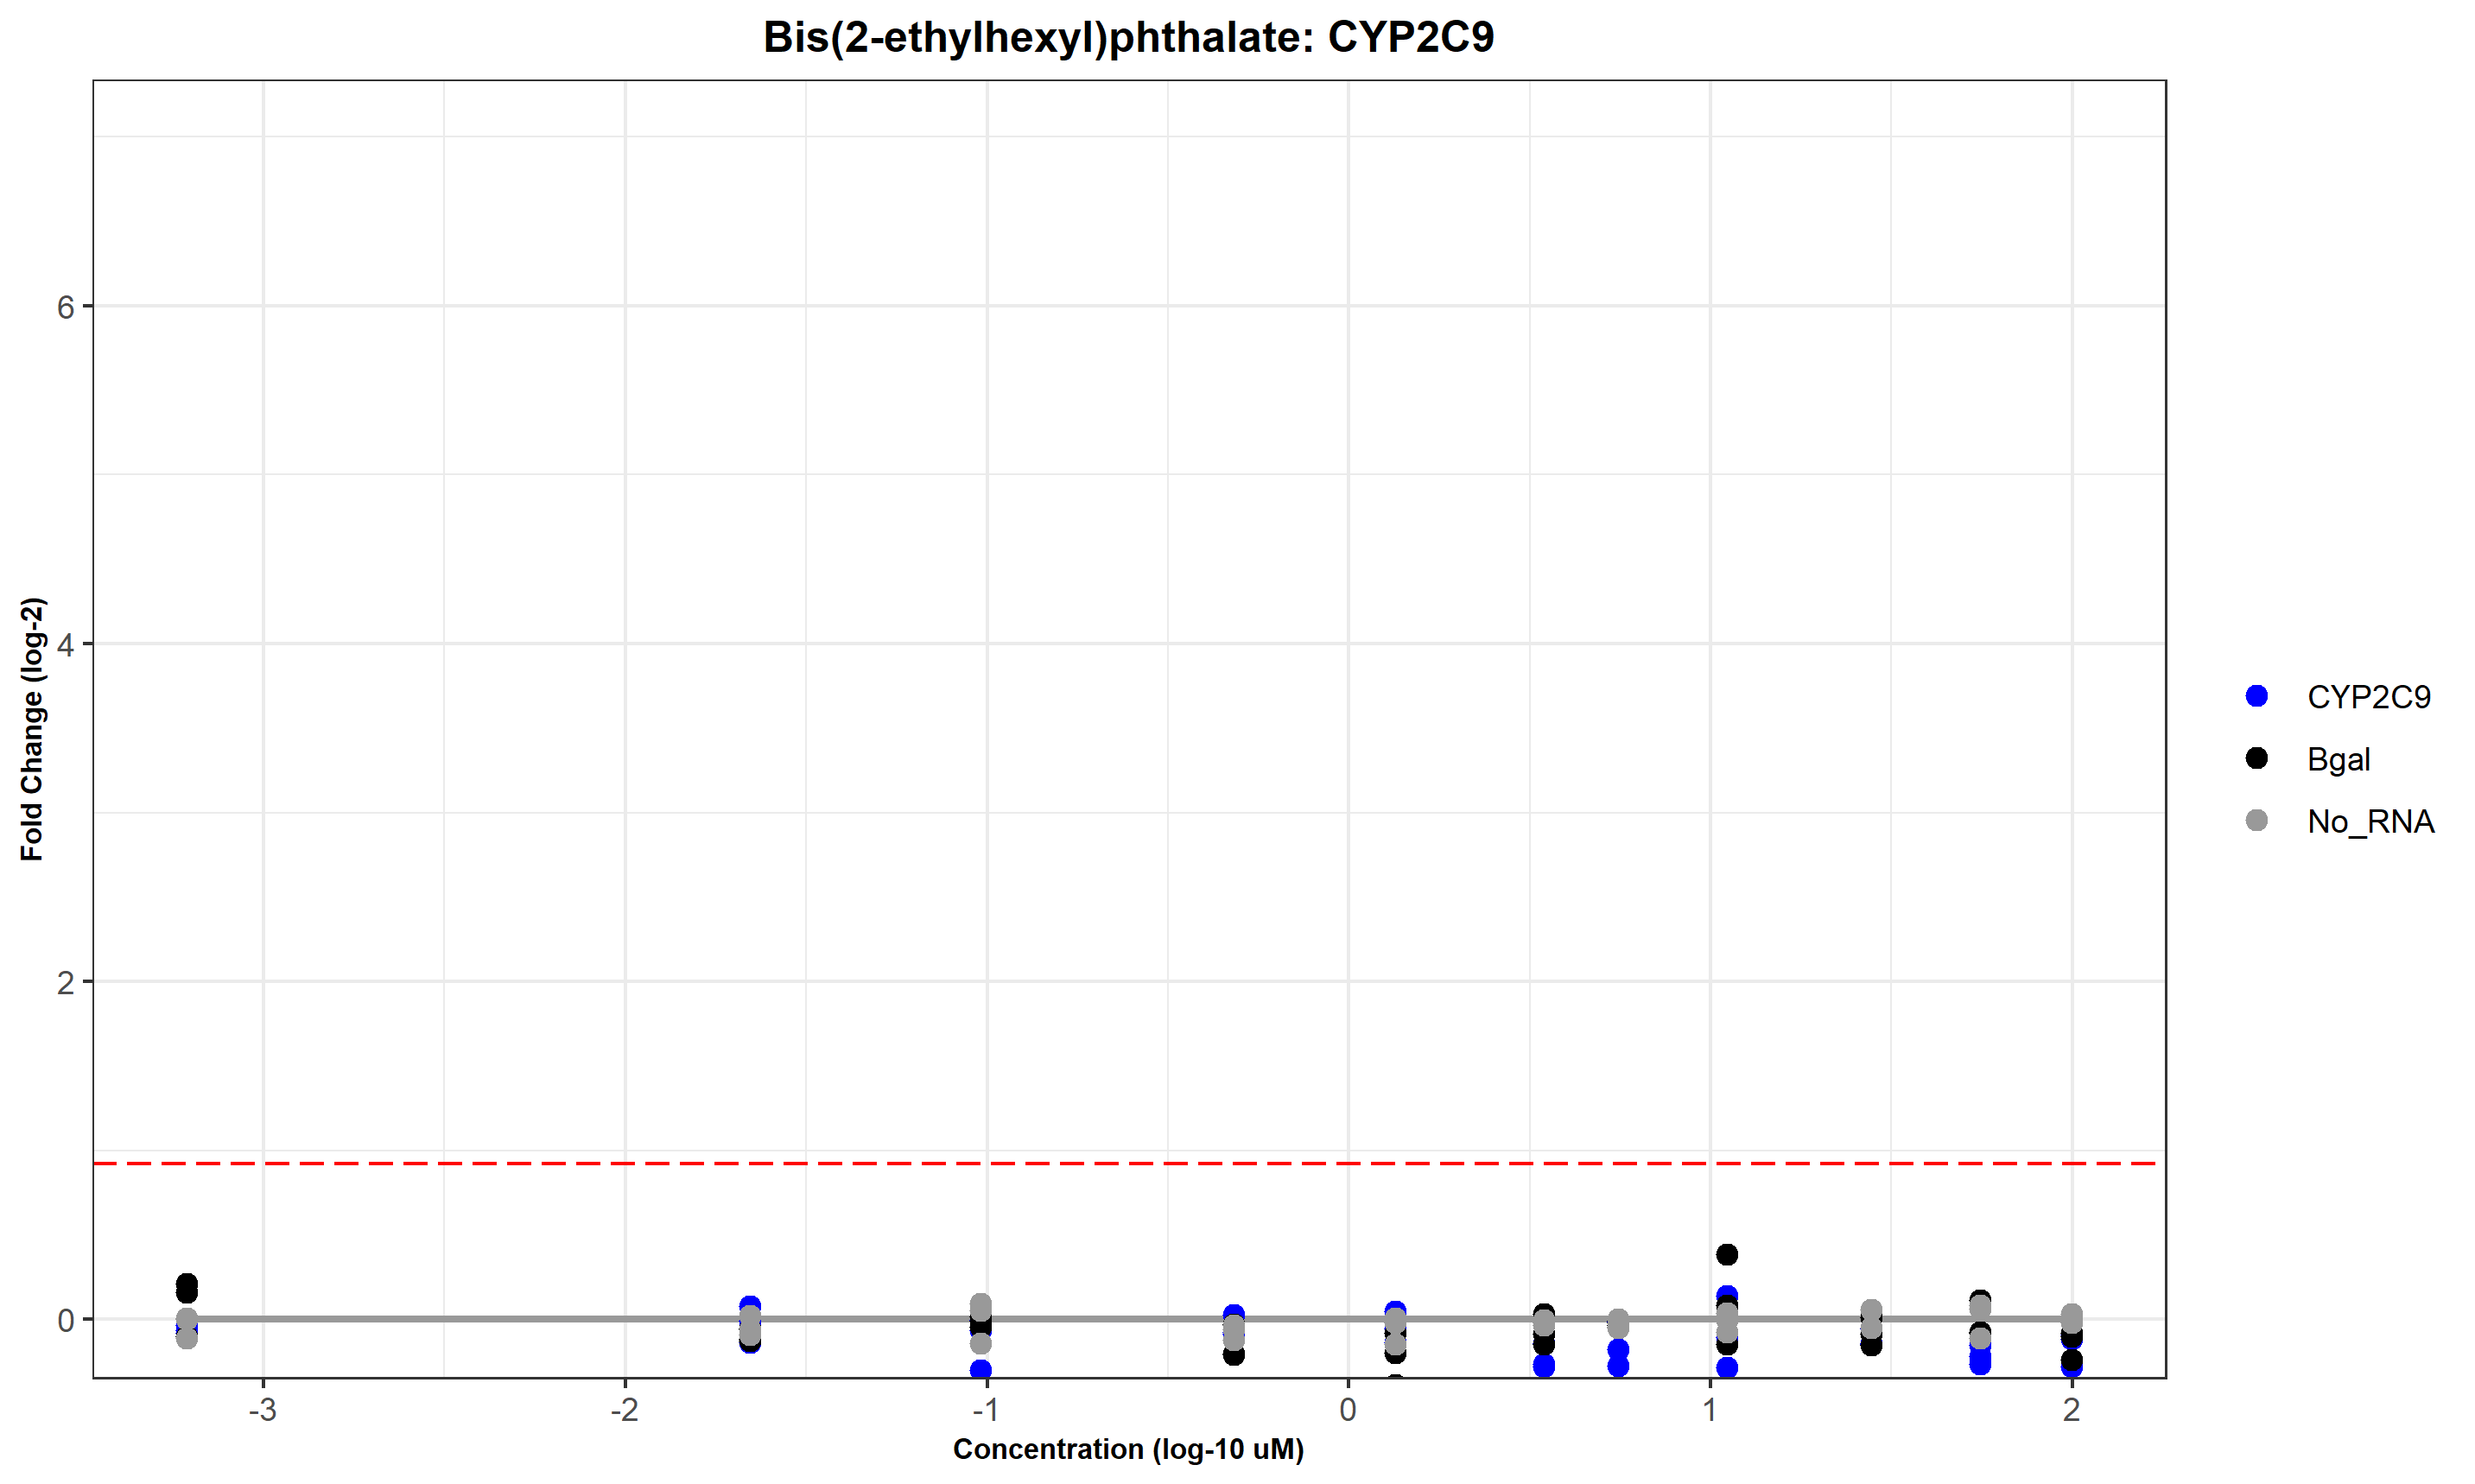 Bis(2-ethylhexyl)phthalate: CYP2C9
Fold Change (log-2)
6
4
2
0
-3
-2
-1
0
1
2
Concentration (log-10 uM)
CYP2C9
Bgal
No_RNA